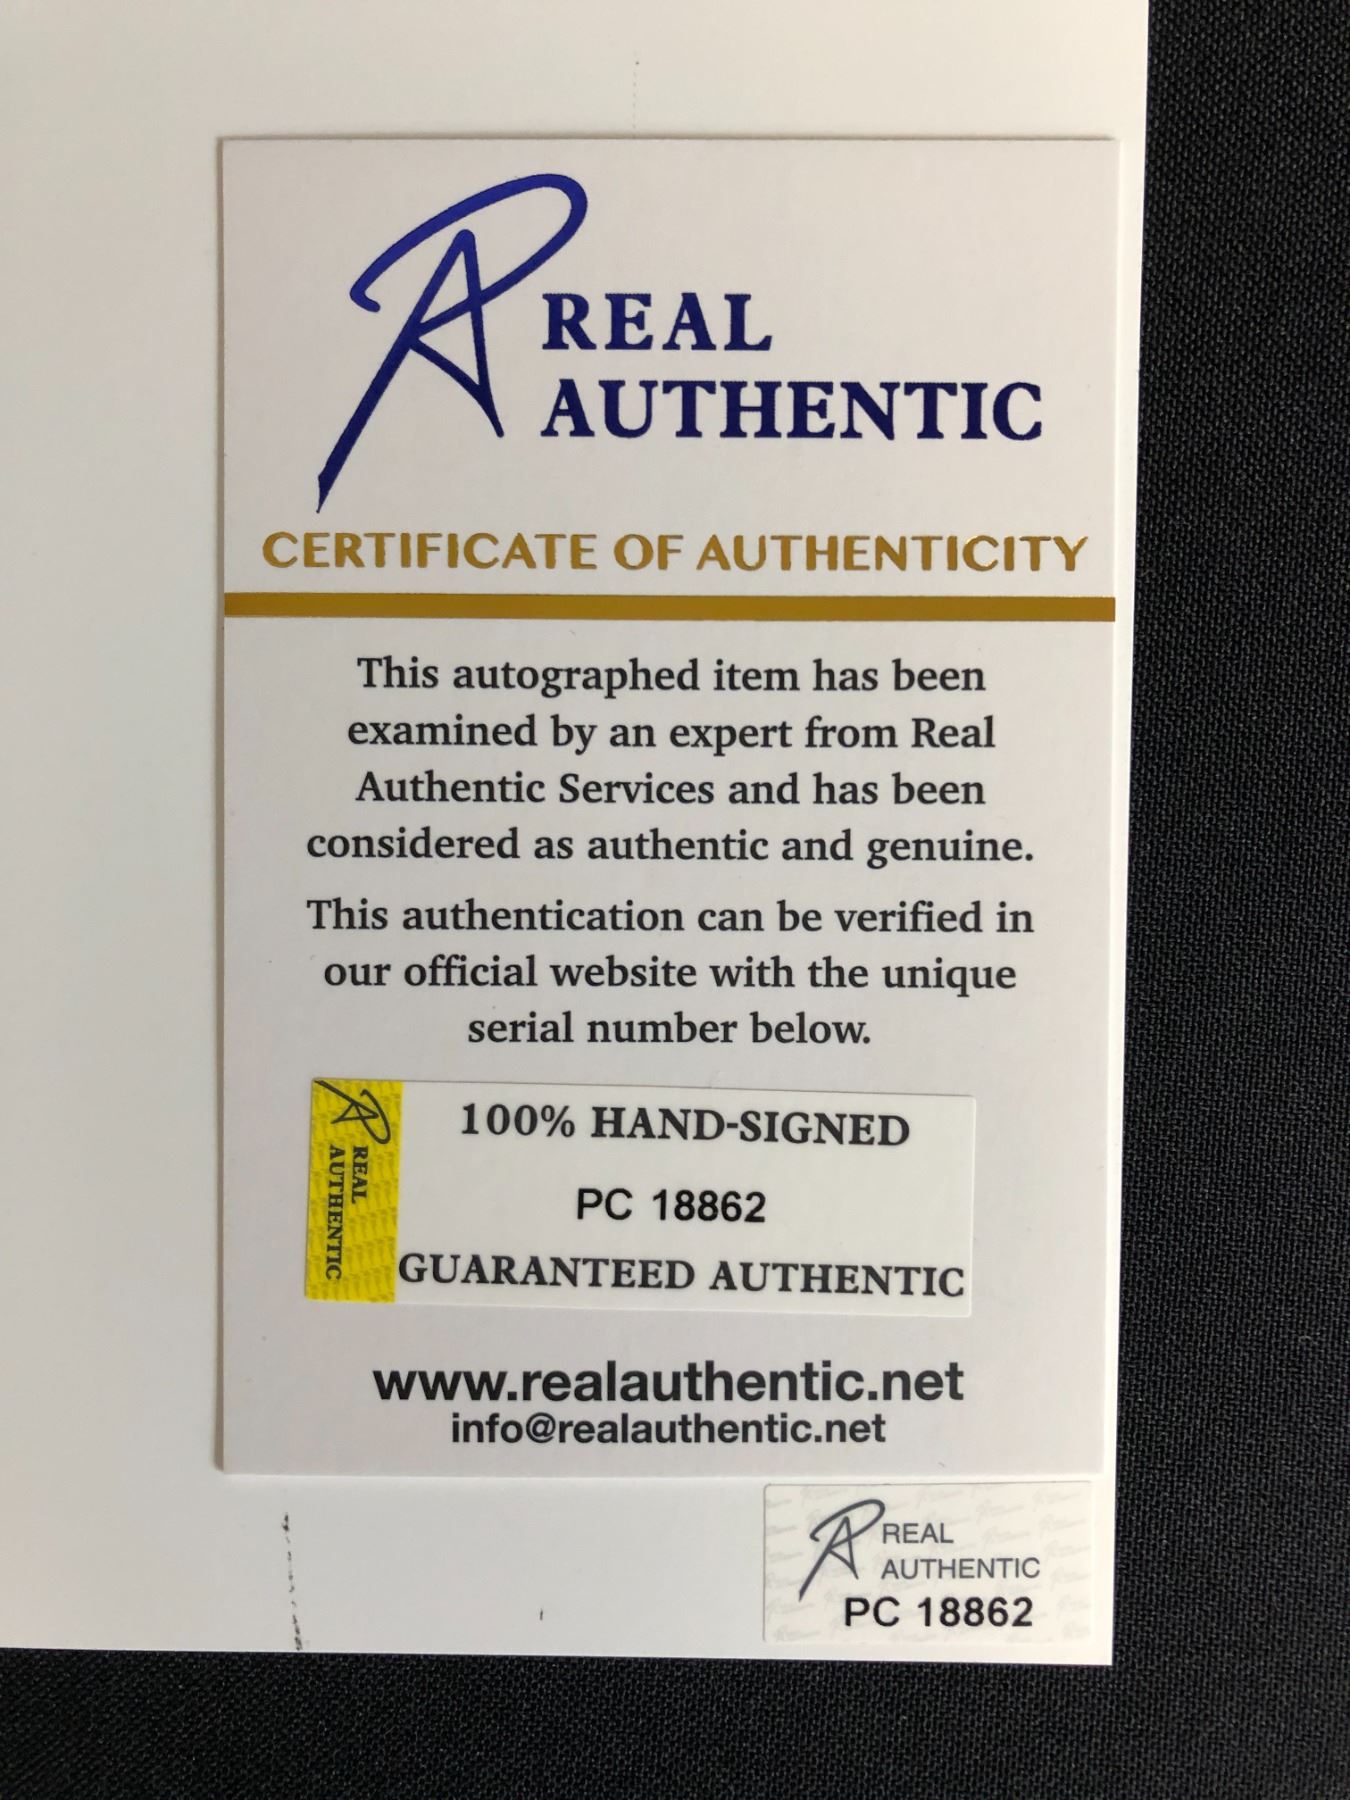 REAL
AUTHENTIC
CERTIFICATE OF AUTHENTICITY
This autographed item has been
examined by an expert from Real
Authentic Services and has been
considered as authentic and genuine.
This authentication can be verified in
our official website with the unique
serial number below.
REAL
AUTHENTIC
100% HAND-SIGNED
PC 18862
GUARANTEED AUTHENTIC
www.realauthentic.net
info@realauthentic.net
REAL
AUTHENTIC
PC 18862